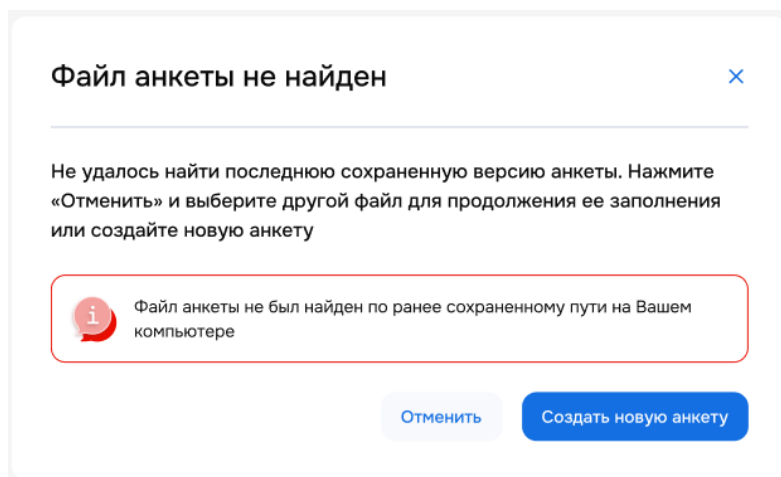 Файл анкеты не найден
Не удалось найти последнюю сохраненную версию анкеты. Нажмите
«Отменить» и выберите другой файл для продолжения ее заполнения
или создайте новую анкету
Файл анкеты не был найден по ранее сохраненному пути на Вашем
компьютере
Отменить
Создать новую анкету